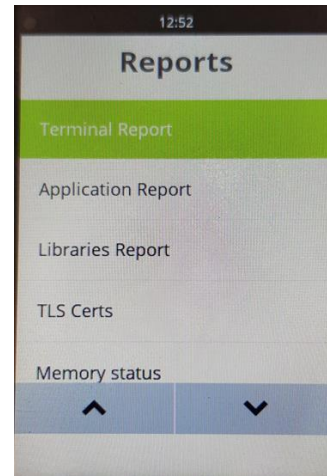 12:52
Reports
Terminal Report
Application Report
Libraries Report
TLS Certs
Memory status